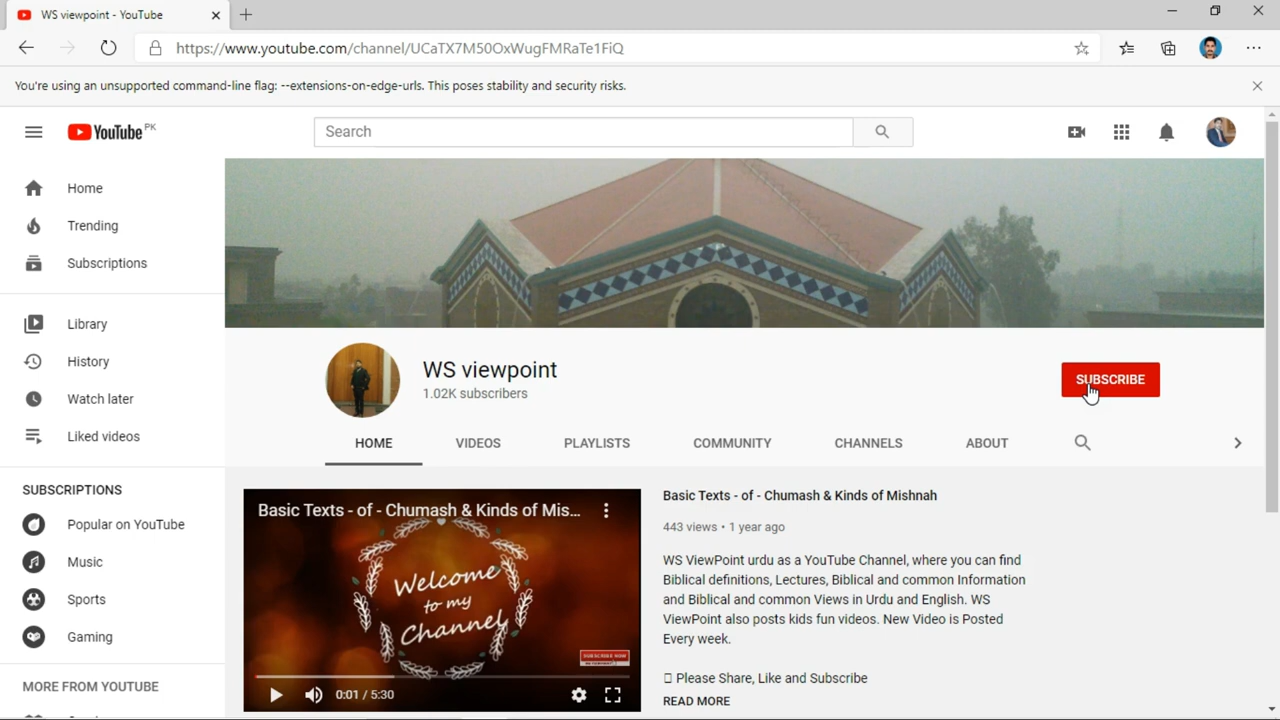 WS viewpoint - YouTube
https://www.youtube.com/channel/UCaTX7M50OxWugFMRaTe1FiQ
You're using an unsupported command-line flag: --extensions-on-edge-urls. This poses stability and security risks.
YouTube PK
Search
Home
Trending
Subscriptions
Library
History
Watch later
Liked videos
SUBSCRIPTIONS
Popular on YouTube
Music
Sports
Gaming
MORE FROM YOUTUBE
WS viewpoint
1.02K subscribers
SUBSCRIBE
HOME VIDEOS PLAYLISTS COMMUNITY CHANNELS ABOUT
Basic Texts - of - Chumash & Kinds of Mis...
Welcome
to my
Channel
SUBSCRIBE NOW
0:01 / 5:30
Basic Texts - of - Chumash & Kinds of Mishnah
443 views • 1 year ago
WS ViewPoint urdu as a YouTube Channel, where you can find
Biblical definitions, Lectures, Biblical and common Information
and Biblical and common Views in Urdu and English. WS
ViewPoint also posts kids fun videos. New Video is Posted
Every week.
Please Share, Like and Subscribe
READ MORE